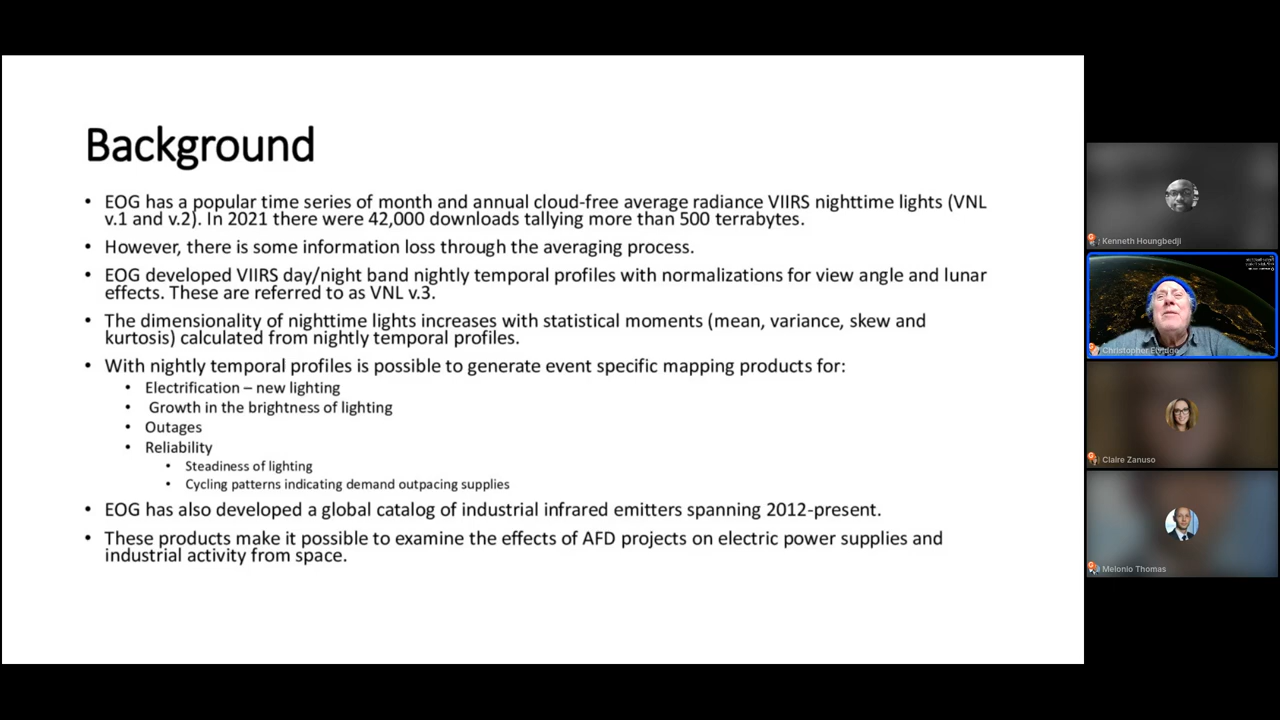 Background
• EOG has a popular time series of month and annual cloud-free average radiance VIIRS nighttime lights (VNL
v.1 and v.2). In 2021 there were 42,000 downloads tallying more than 500 terrabytes.
• However, there is some information loss through the averaging process.
• EOG developed VIIRS day/night band nightly temporal profiles with normalizations for view angle and lunar
effects. These are referred to as VNL v.3.
• The dimensionality of nighttime lights increases with statistical moments (mean, variance, skew and
kurtosis) calculated from nightly temporal profiles.
• With nightly temporal profiles is possible to generate event specific mapping products for:
• Electrification – new lighting
• Growth in the brightness of lighting
• Outages
• Reliability
• Steadiness of lighting
• Cycling patterns indicating demand outpacing supplies
• EOG has also developed a global catalog of industrial infrared emitters spanning 2012-present.
• These products make it possible to examine the effects of AFD projects on electric power supplies and
industrial activity from space.
Kenneth Houngbedji
Christopher Elvidge
Claire Zanuso
Melonio Thomas